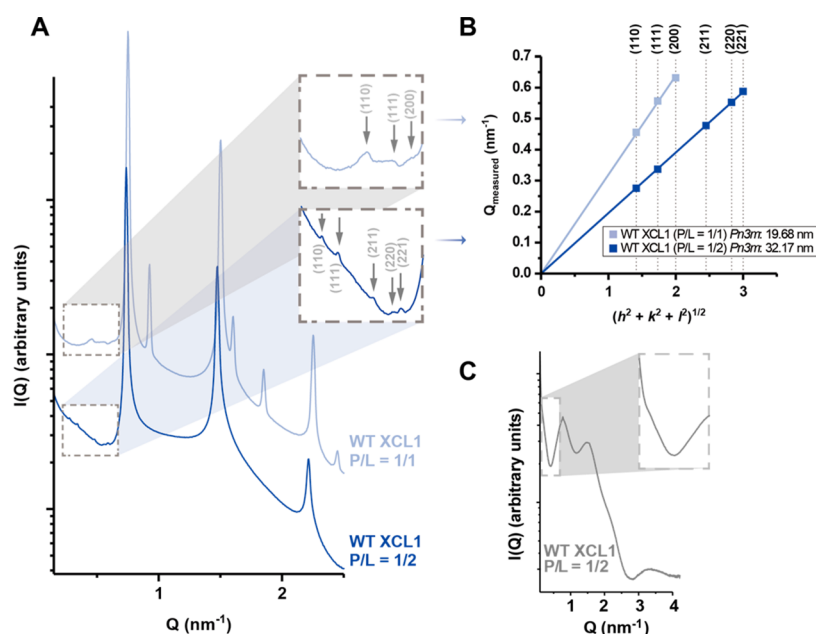 A
I(Q) (arbitrary units)
(110)
(111)
(200)
(110)
(111)
(211)
(220)
(221)
WT XCL1
P/L = 1/1
WT XCL1
P/L = 1/2
1
2
Q (nm⁻¹)
B
(110)
(111)
(200)
(211)
(220)
(221)
Qmeasured (nm⁻¹)
0.7
0.6
0.5
0.4
0.3
0.2
0.1
0.0
WT XCL1 (P/L = 1/1) Pn3m: 19.68 nm
WT XCL1 (P/L = 1/2) Pn3m: 32.17 nm
0
1
2
3
(h² + k² + l²)¹/²
C
I(Q) (arbitrary units)
WT XCL1
P/L = 1/2
1
2
3
4
Q (nm⁻¹)